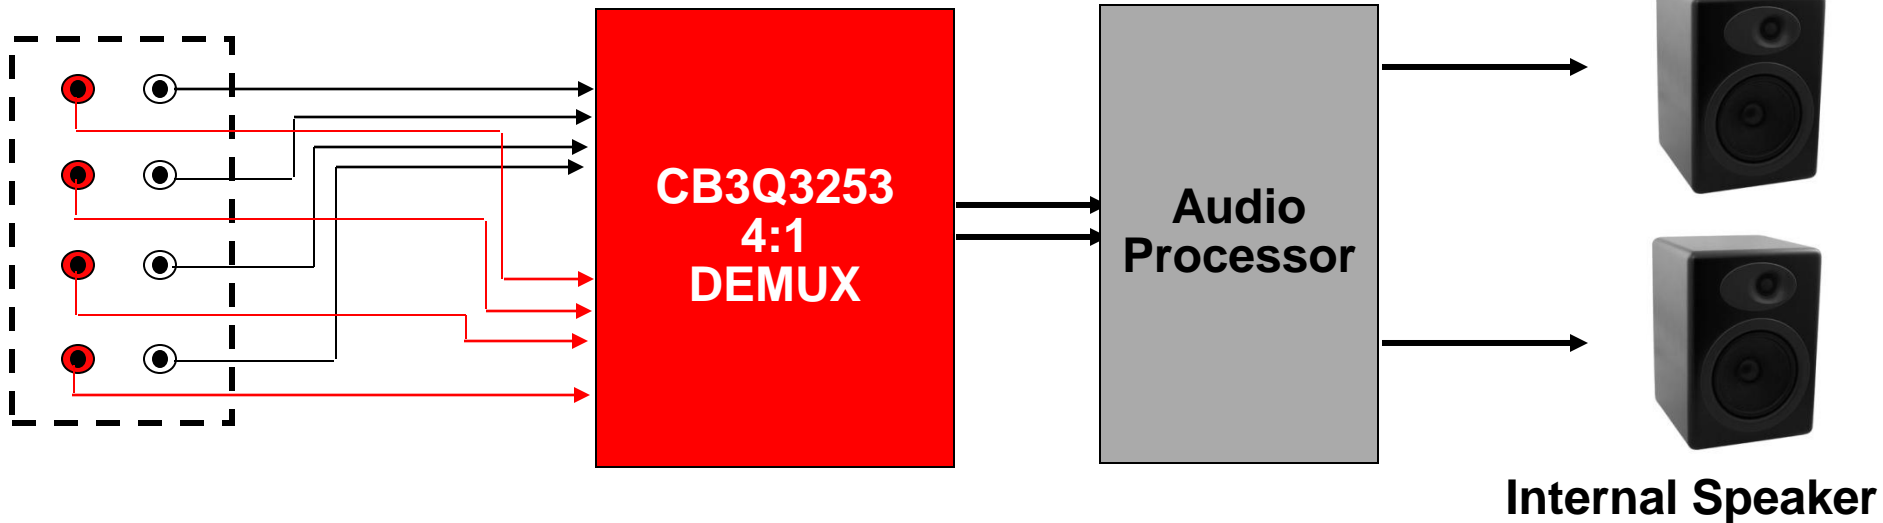 CB3Q3253
4:1
DEMUX
Audio
Processor
Internal Speaker